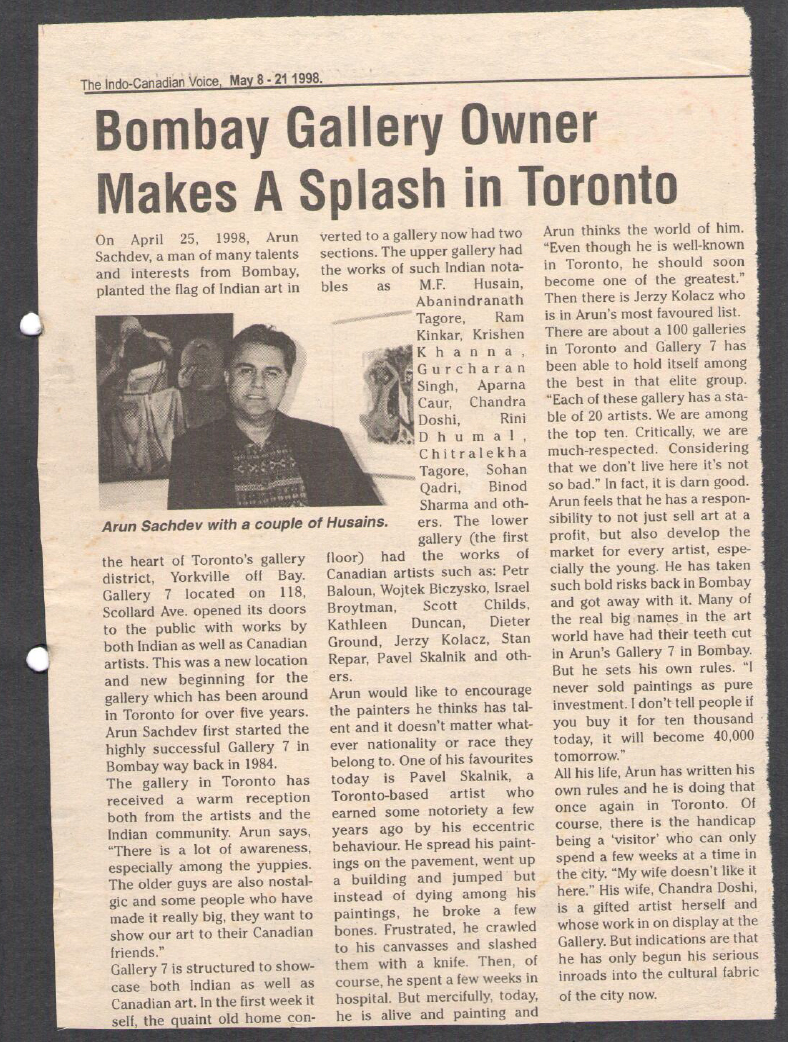 The Indo-Canadian Voice, May 8 - 21 1998.
Bombay Gallery Owner
Makes A Splash in Toronto
On April 25, 1998, Arun
Sachdev, a man of many talents
and interests from Bombay,
planted the flag of Indian art in
Arun Sachdev with a couple of Husains.
the heart of Toronto's gallery
district, Yorkville off Bay.
Gallery 7 located on 118,
Scollard Ave. opened its doors
to the public with works by
both Indian as well as Canadian
artists. This was a new location
and new beginning for the
gallery which has been around
in Toronto for over five years.
Arun Sachdev first started the
highly successful Gallery 7 in
Bombay way back in 1984.
The gallery in Toronto has
received a warm reception
both from the artists and the
Indian community. Arun says,
"There is a lot of awareness,
especially among the yuppies.
The older guys are also nostal-
gic and some people who have
made it really big, they want to
show our art to their Canadian
friends."
Gallery 7 is structured to show-
case both Indian as well as
Canadian art. In the first week it
self, the quaint old home con-
verted to a gallery now had two
sections. The upper gallery had
the works of such Indian nota-
bles as M.F. Husain,
Abanindranath
Tagore, Ram
Kinkar, Krishen
Khanna,
Gurcharan
Singh, Aparna
Caur, Chandra
Doshi, Rini
Dhumal,
Chitralekha
Tagore, Sohan
Qadri, Binod
Sharma and oth-
ers. The lower
gallery (the first
floor) had the works of
Canadian artists such as: Petr
Baloun, Wojtek Biczysko, Israel
Broytman, Scott Childs,
Kathleen Duncan, Dieter
Ground, Jerzy Kolacz, Stan
Repar, Pavel Skalnik and oth-
ers.
Arun would like to encourage
the painters he thinks has tal-
ent and it doesn't matter what-
ever nationality or race they
belong to. One of his favourites
today is Pavel Skalnik, a
Toronto-based artist who
earned some notoriety a few
years ago by his eccentric
behaviour. He spread his paint-
ings on the pavement, went up
a building and jumped but
instead of dying among his
paintings, he broke a few
bones. Frustrated, he crawled
to his canvasses and slashed
them with a knife. Then, of
course, he spent a few weeks in
hospital. But mercifully, today,
he is alive and painting and
Arun thinks the world of him.
"Even though he is well-known
in Toronto, he should soon
become one of the greatest."
Then there is Jerzy Kolacz who
is in Arun's most favoured list.
There are about a 100 galleries
in Toronto and Gallery 7 has
been able to hold itself among
the best in that elite group.
"Each of these gallery has a sta-
ble of 20 artists. We are among
the top ten. Critically, we are
much-respected. Considering
that we don't live here it's not
so bad." In fact, it is darn good.
Arun feels that he has a respon-
sibility to not just sell art at a
profit, but also develop the
market for every artist, espe-
cially the young. He has taken
such bold risks back in Bombay
and got away with it. Many of
the real big names in the art
world have had their teeth cut
in Arun's Gallery 7 in Bombay.
But he sets his own rules. "I
never sold paintings as pure
investment. I don't tell people if
you buy it for ten thousand
today, it will become 40,000
tomorrow."
All his life, Arun has written his
own rules and he is doing that
once again in Toronto. Of
course, there is the handicap
being a 'visitor' who can only
spend a few weeks at a time in
the city. "My wife doesn't like it
here." His wife, Chandra Doshi,
is a gifted artist herself and
whose work in on display at the
Gallery. But indications are that
he has only begun his serious
inroads into the cultural fabric
of the city now.